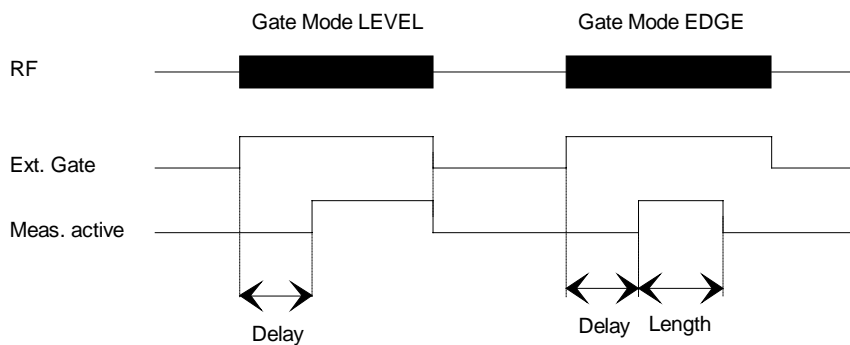 Gate Mode LEVEL
Gate Mode EDGE
RF
Ext. Gate
Meas. active
Delay
Delay
Length